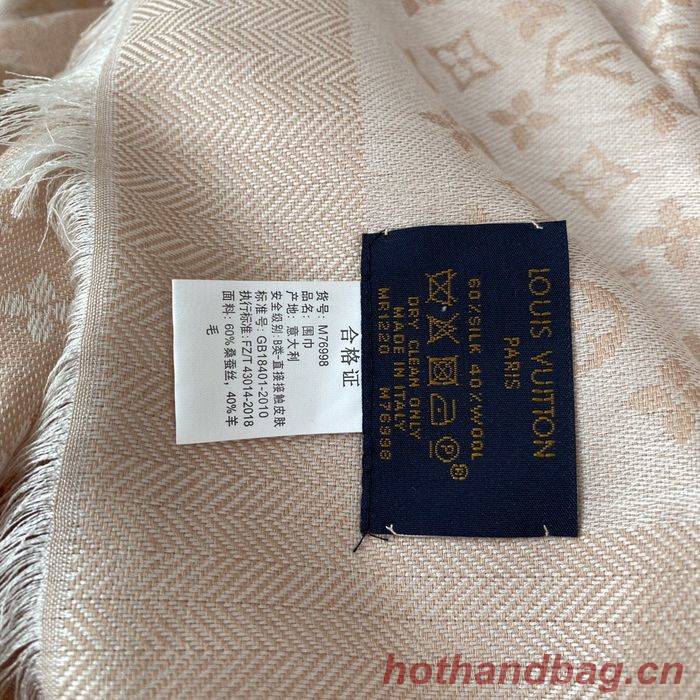 合格证
货号: M76998
品名: 围巾
产地: 意大利
安全级别: B类-直接接触皮肤
标准号: GB18401-2010
执行标准: FZ/T 43014-2018
面料: 60%桑蚕丝, 40%羊
毛
LOUIS VUITTON
PARIS
60%SILK 40%WOOL
DRY CLEAN ONLY
MADE IN ITALY
MR1220 M76998
hothandbag.cn